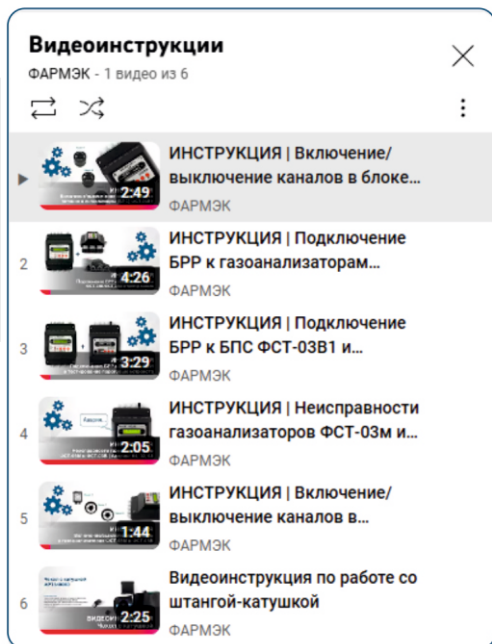 Видеоинструкции
ФАРМЭК - 1 видео из 6
ИНСТРУКЦИЯ | Включение/
выключение каналов в блоке...
ФАРМЭК
2:49
2
ИНСТРУКЦИЯ | Подключение
БРР к газоанализаторам...
ФАРМЭК
4:26
3
ИНСТРУКЦИЯ | Подключение
БРР к БПС ФСТ-03В1 и...
ФАРМЭК
3:29
4
ИНСТРУКЦИЯ | Неисправности
газоанализаторов ФСТ-03м и...
ФАРМЭК
2:05
5
ИНСТРУКЦИЯ | Включение/
выключение каналов в...
ФАРМЭК
1:44
6
Видеоинструкция по работе со
штангой-катушкой
ФАРМЭК
2:25